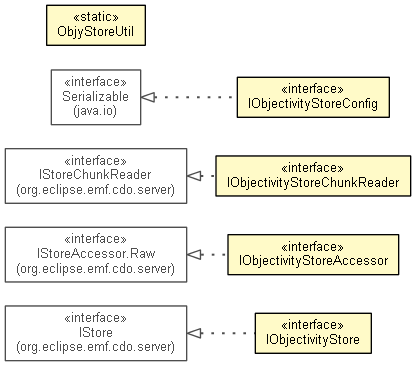 «static»
ObjyStoreUtil
«interface»
Serializable
(java.io)
«interface»
IObjectivityStoreConfig
«interface»
IStoreChunkReader
(org.eclipse.emf.cdo.server)
«interface»
IObjectivityStoreChunkReader
«interface»
IStoreAccessor.Raw
(org.eclipse.emf.cdo.server)
«interface»
IObjectivityStoreAccessor
«interface»
IStore
(org.eclipse.emf.cdo.server)
«interface»
IObjectivityStore